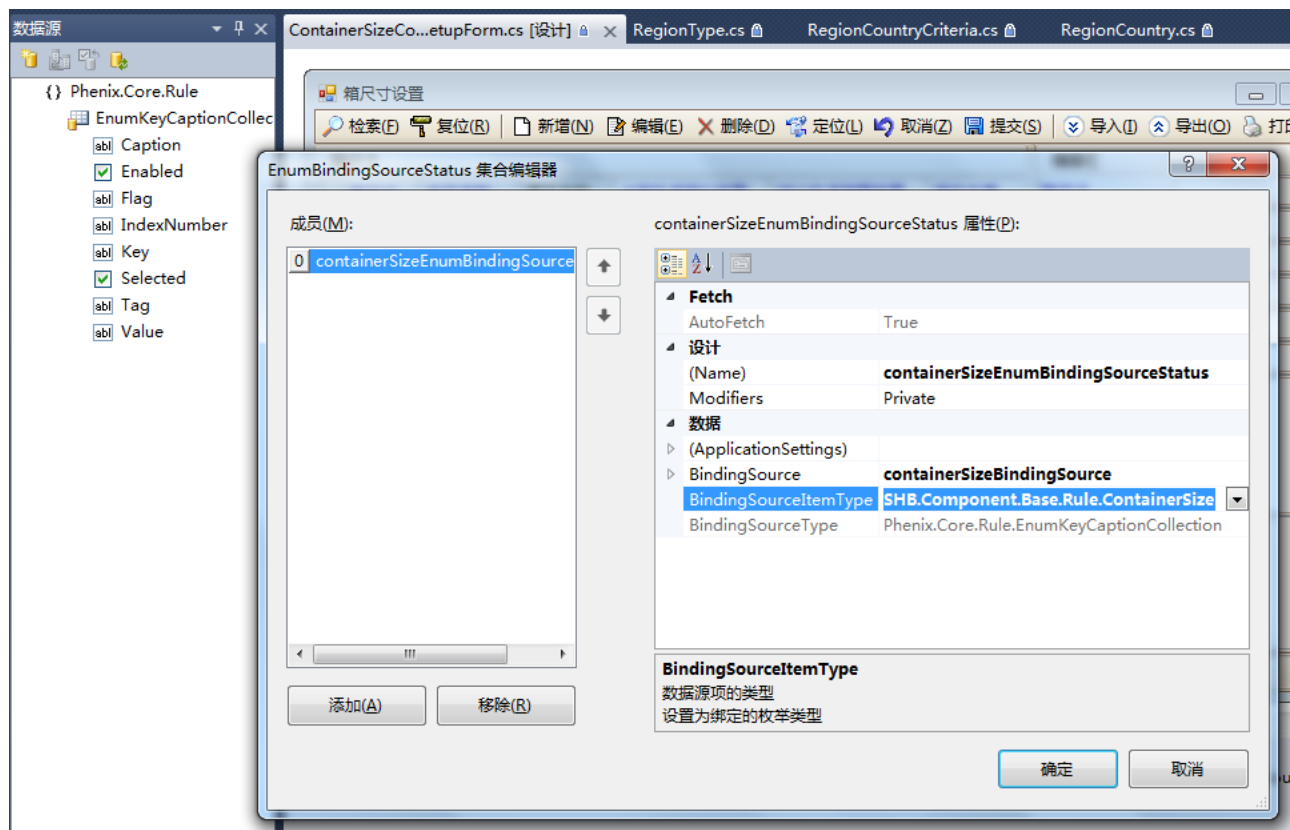 数据源
ContainerSizeCo...etupForm.cs [设计]
RegionType.cs
RegionCountryCriteria.cs
RegionCountry.cs
{} Phenix.Core.Rule
EnumKeyCaptionCollec
Caption
Enabled
Flag
IndexNumber
Key
Selected
Tag
Value
箱尺寸设置
检索(F) 复位(R) 新增(N) 编辑(E) 删除(D) 定位(L) 取消(Z) 提交(S) 导入(I) 导出(O) 打印
EnumBindingSourceStatus 集合编辑器
成员(M):
0 containerSizeEnumBindingSource
添加(A)
移除(R)
containerSizeEnumBindingSourceStatus 属性(P):
Fetch
AutoFetch True
设计
(Name) containerSizeEnumBindingSourceStatus
Modifiers Private
数据
(ApplicationSettings)
BindingSource containerSizeBindingSource
BindingSourceItemType SHB.Component.Base.Rule.ContainerSize
BindingSourceType Phenix.Core.Rule.EnumKeyCaptionCollection
BindingSourceItemType
数据源项的类型
设置为绑定的枚举类型
确定
取消